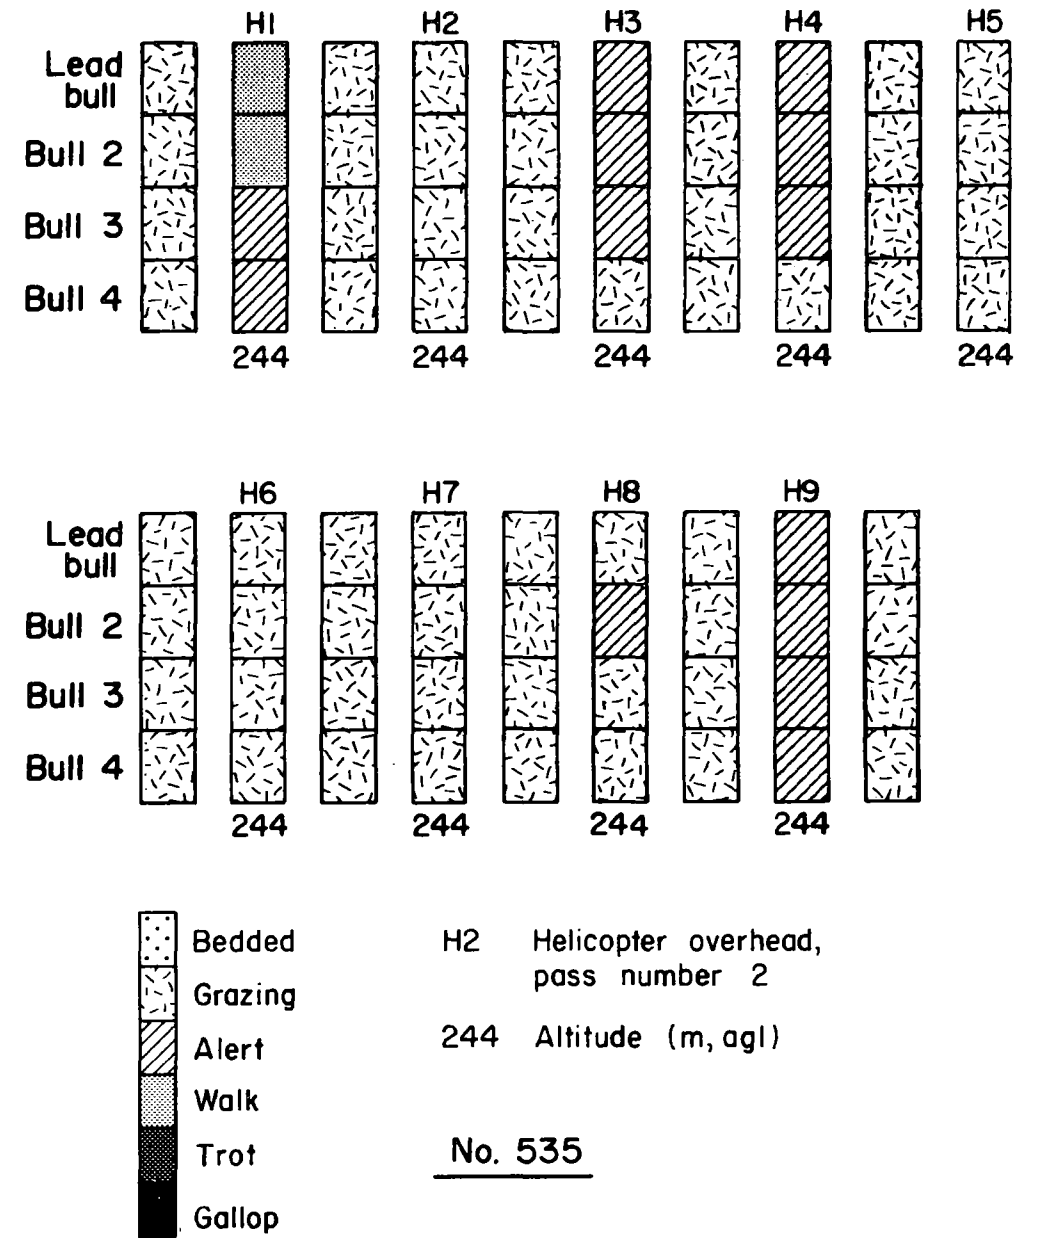 H1 H2 H3 H4 H5
Lead
bull
Bull 2
Bull 3
Bull 4
244 244 244 244 244
H6 H7 H8 H9
Lead
bull
Bull 2
Bull 3
Bull 4
244 244 244 244
Bedded
Grazing
Alert
Walk
Trot
Gallop
H2 Helicopter overhead,
pass number 2
244 Altitude (m, agl)
No. 535